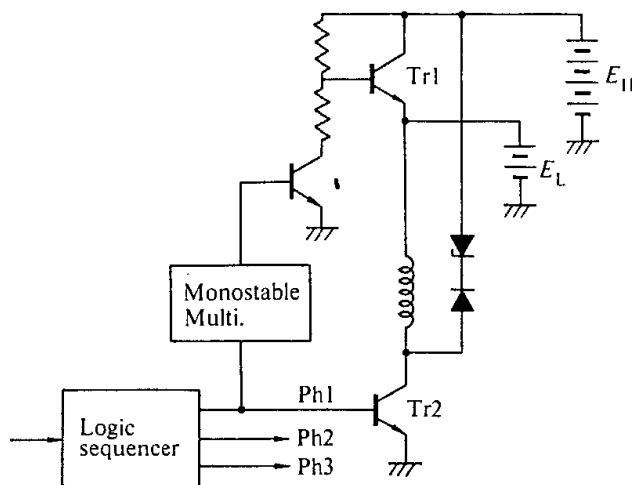 Tr1
E_H
E_L
Monostable
Multi.
Ph1
Tr2
Logic
sequencer
Ph2
Ph3